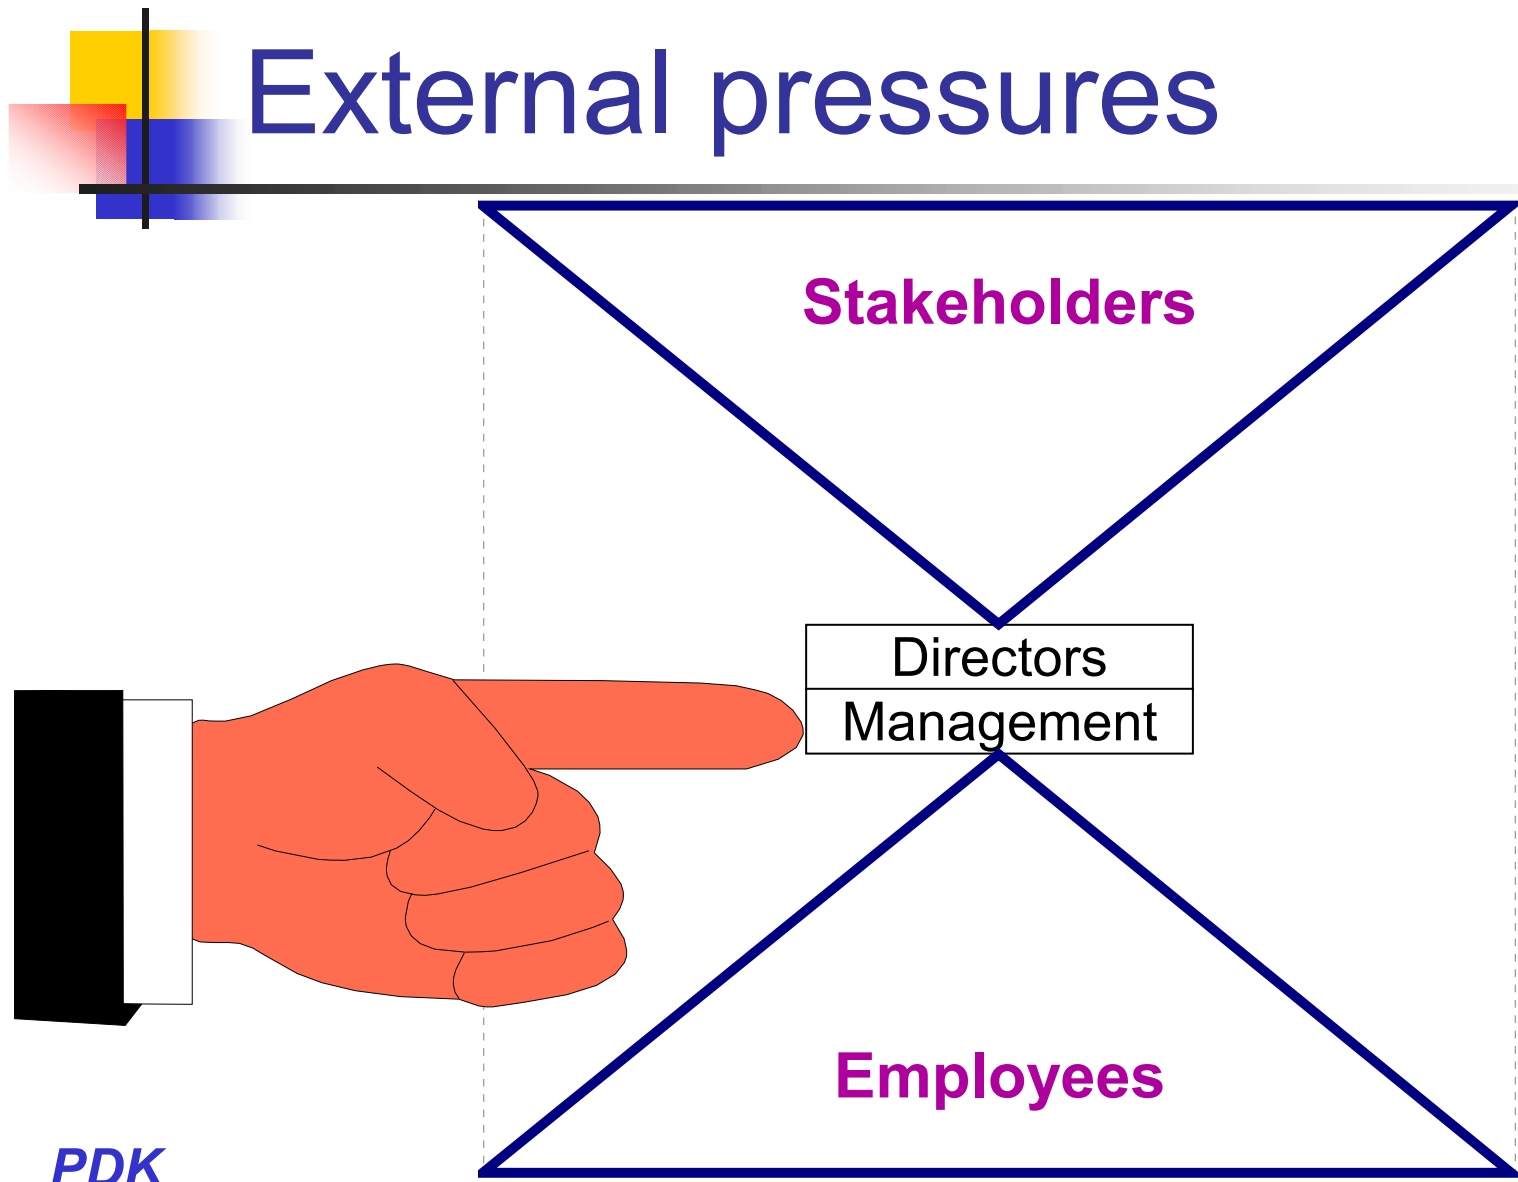 External pressures
Stakeholders
Directors
Management
Employees
PDK